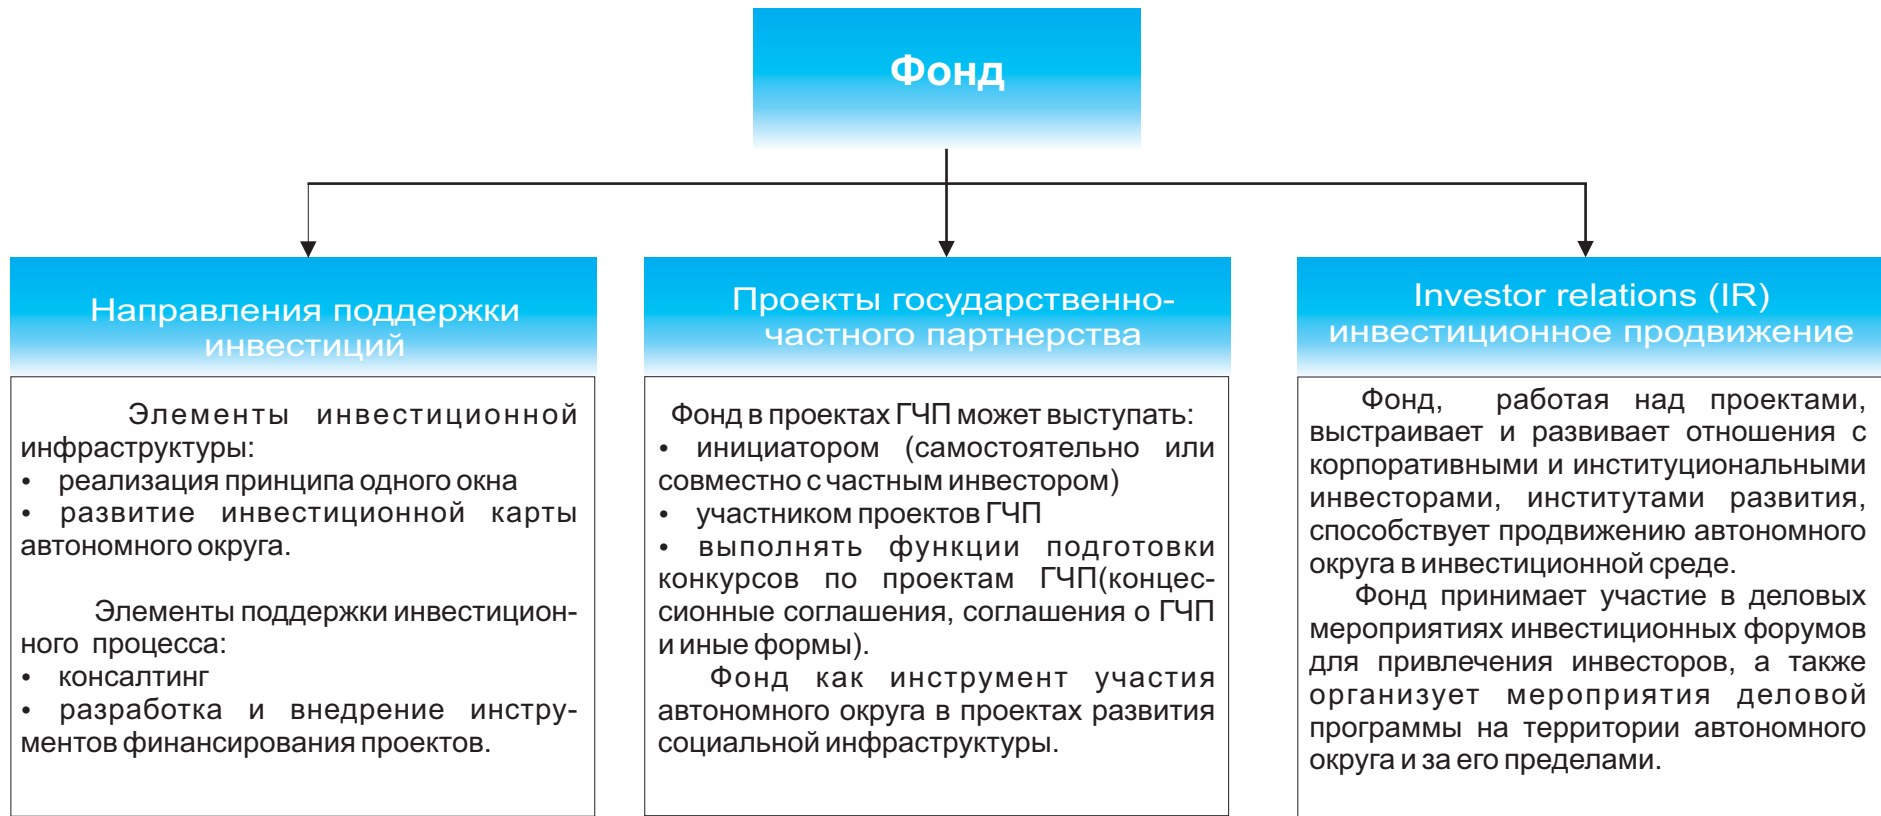 Фонд
Направления поддержки
инвестиций
Элементы инвестиционной
инфраструктуры:
• реализация принципа одного окна
• развитие инвестиционной карты
автономного округа.
Элементы поддержки инвестицион-
ного процесса:
• консалтинг
• разработка и внедрение инстру-
ментов финансирования проектов.
Проекты государственно-
частного партнерства
Фонд в проектах ГЧП может выступать:
• инициатором (самостоятельно или
совместно с частным инвестором)
• участником проектов ГЧП
• выполнять функции подготовки
конкурсов по проектам ГЧП(концес-
сионные соглашения, соглашения о ГЧП
и иные формы).
Фонд как инструмент участия
автономного округа в проектах развития
социальной инфраструктуры.
Investor relations (IR)
инвестиционное продвижение
Фонд, работая над проектами,
выстраивает и развивает отношения с
корпоративными и институциональными
инвесторами, институтами развития,
способствует продвижению автономного
округа в инвестиционной среде.
Фонд принимает участие в деловых
мероприятиях инвестиционных форумов
для привлечения инвесторов, а также
организует мероприятия деловой
программы на территории автономного
округа и за его пределами.